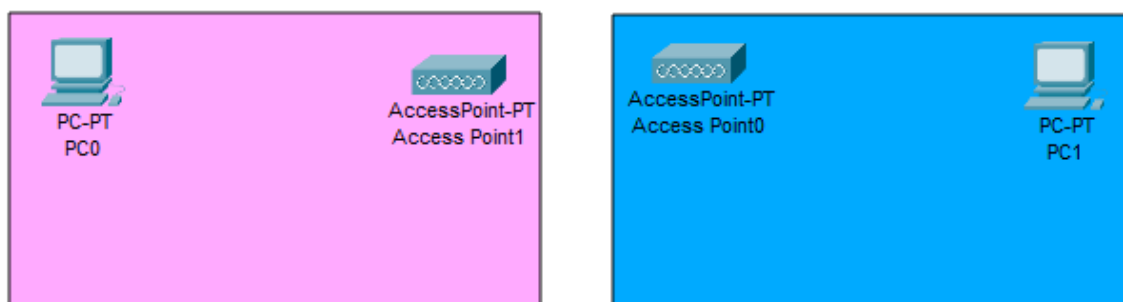 PC-PT
PC0
AccessPoint-PT
Access Point1
AccessPoint-PT
Access Point0
PC-PT
PC1